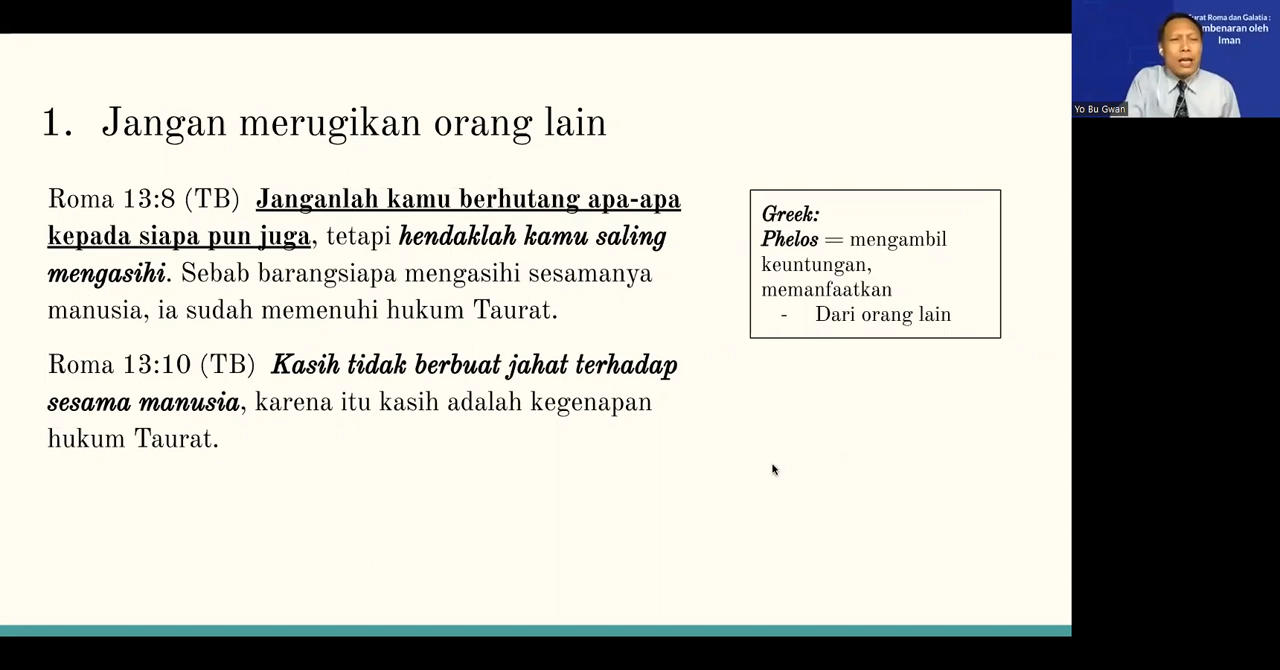 1. Jangan merugikan orang lain
Roma 13:8 (TB) Janganlah kamu berhutang apa-apa
kepada siapa pun juga, tetapi hendaklah kamu saling
mengasihi. Sebab barangsiapa mengasihi sesamanya
manusia, ia sudah memenuhi hukum Taurat.
Roma 13:10 (TB) Kasih tidak berbuat jahat terhadap
sesama manusia, karena itu kasih adalah kegenapan
hukum Taurat.
Greek:
Phelos = mengambil
keuntungan,
memanfaatkan
- Dari orang lain
urat Roma dan Galatia :
mbenaran oleh
Iman
Yo Bu Gwan